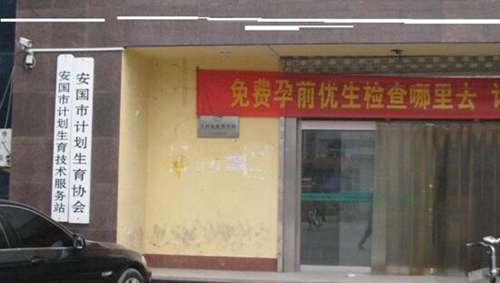 安国市计划生育技术服务站
安国市计划生育协会
免费孕前优生检查哪里去